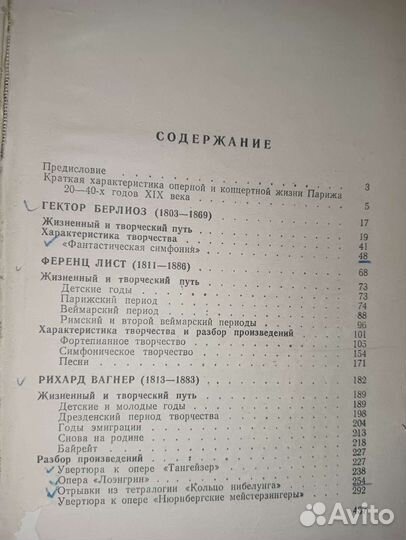 СОДЕРЖАНИЕ
Предисловие 3
Краткая характеристика оперной и концертной жизни Парижа
20—40-х годов XIX века 5
ГЕКТОР БЕРЛИОЗ (1803—1869) 17
Жизненный и творческий путь 19
Характеристика творчества 41
«Фантастическая симфония» 48
ФЕРЕНЦ ЛИСТ (1811—1886) 68
Жизненный и творческий путь 73
Детские годы 73
Парижский период 74
Веймарский период 88
Римский и второй веймарский периоды 96
Характеристика творчества и разбор произведений 101
Фортепианное творчество 105
Симфоническое творчество 154
Песни 171
РИХАРД ВАГНЕР (1813—1883) 182
Жизненный и творческий путь 189
Детские и молодые годы 189
Дрезденский период творчества 198
Годы эмиграции 204
Снова на родине 213
Байрейт 218
Разбор произведений 227
Увертюра к опере «Тангейзер» 227
Опера «Лоэнгрин» 238
Отрывки из тетралогии «Кольцо нибелунга» 254
Увертюра к опере «Нюрнбергские мейстерзингеры» 292
Avito